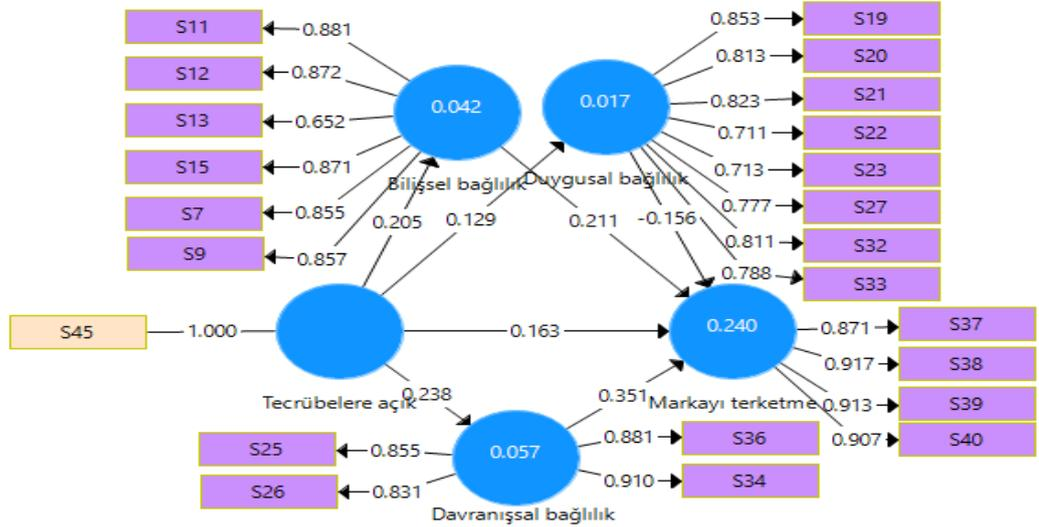 S11
0.881
S12
0.872
S13
0.652
S15
0.871
S7
0.855
S9
0.857
0.042
Bilişsel bağlılık
0.017
Duygusal bağlılık
0.853
S19
0.813
S20
0.823
S21
0.711
S22
0.713
S23
0.777
S27
0.811
S32
0.788
S33
0.205
0.129
0.211
-0.156
S45
1.000
Tecrübelere açık
0.163
0.240
Markayı terketme
0.871
S37
0.917
S38
0.913
S39
0.907
S40
0.238
0.351
0.057
Davranışsal bağlılık
S25
0.855
S26
0.831
0.881
S36
0.910
S34